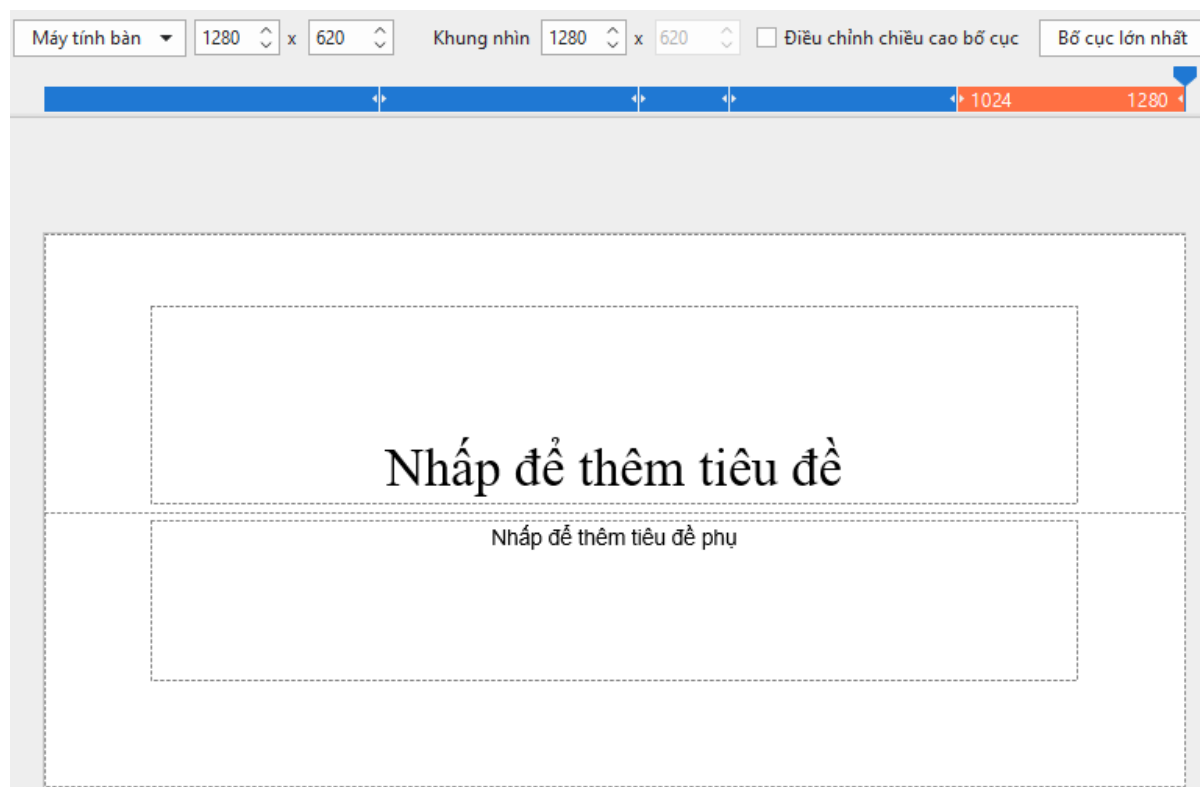 Máy tính bàn 1280 x 620 Khung nhìn 1280 x 620 Điều chỉnh chiều cao bố cục Bố cục lớn nhất
1024 1280
Nhấp để thêm tiêu đề
Nhấp để thêm tiêu đề phụ